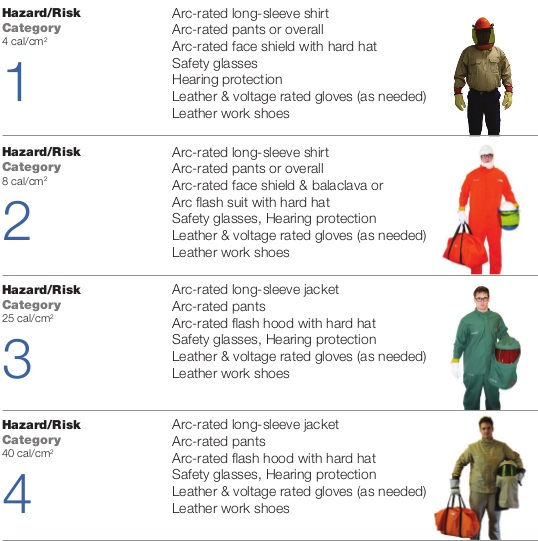 Hazard/Risk
Category
4 cal/cm²
1
Arc-rated long-sleeve shirt
Arc-rated pants or overall
Arc-rated face shield with hard hat
Safety glasses
Hearing protection
Leather & voltage rated gloves (as needed)
Leather work shoes
Hazard/Risk
Category
8 cal/cm²
2
Arc-rated long-sleeve shirt
Arc-rated pants or overall
Arc-rated face shield & balaclava or
Arc flash suit with hard hat
Safety glasses, Hearing protection
Leather & voltage rated gloves (as needed)
Leather work shoes
Hazard/Risk
Category
25 cal/cm²
3
Arc-rated long-sleeve jacket
Arc-rated pants
Arc-rated flash hood with hard hat
Safety glasses, Hearing protection
Leather & voltage rated gloves (as needed)
Leather work shoes
Hazard/Risk
Category
40 cal/cm²
4
Arc-rated long-sleeve jacket
Arc-rated pants
Arc-rated flash hood with hard hat
Safety glasses, Hearing protection
Leather & voltage rated gloves (as needed)
Leather work shoes